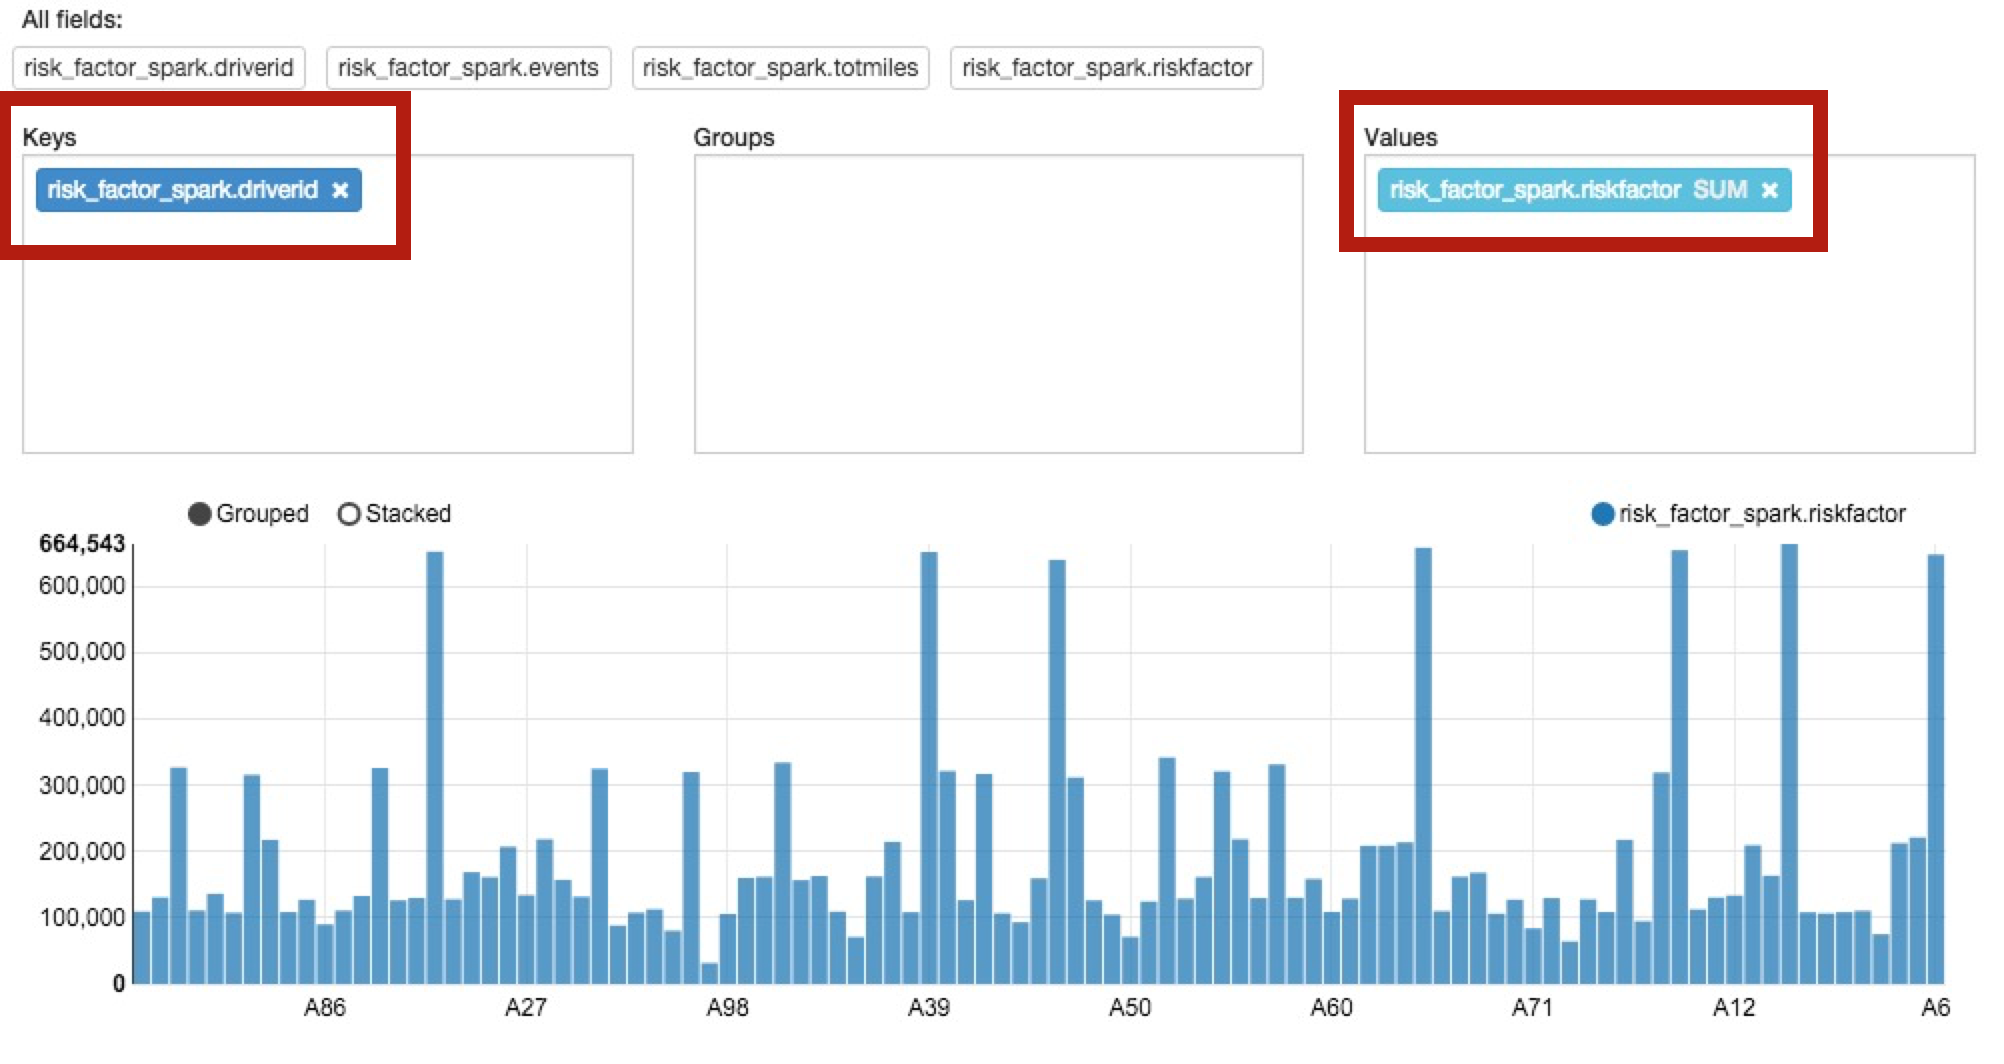 All fields:
risk_factor_spark.driverid risk_factor_spark.events risk_factor_spark.totmiles risk_factor_spark.riskfactor
Keys Groups Values
risk_factor_spark.driverid × risk_factor_spark.riskfactor SUM ×
Grouped Stacked risk_factor_spark.riskfactor
664,543
600,000
500,000
400,000
300,000
200,000
100,000
0
A86 A27 A98 A39 A50 A60 A71 A12 A6